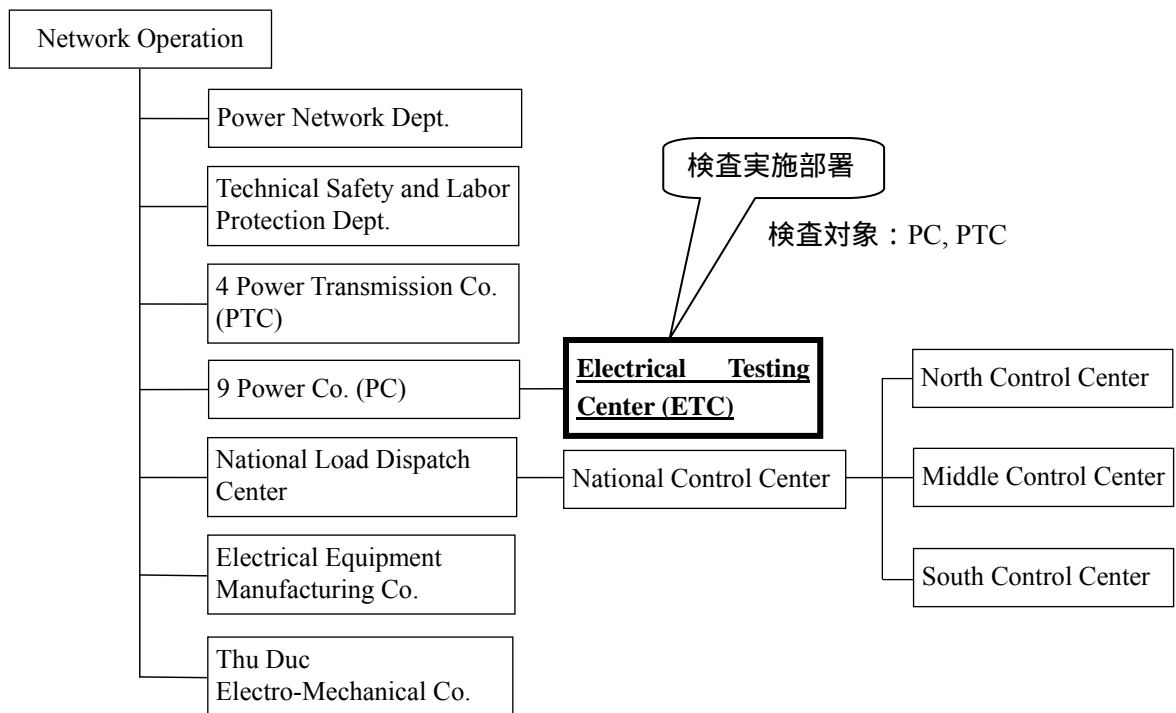 Network Operation
Power Network Dept.
検査実施部署
Technical Safety and Labor
Protection Dept.
検査対象：PC, PTC
4 Power Transmission Co.
(PTC)
9 Power Co. (PC)
Electrical Testing
Center (ETC)
North Control Center
National Load Dispatch
Center
National Control Center
Middle Control Center
Electrical Equipment
Manufacturing Co.
South Control Center
Thu Duc
Electro-Mechanical Co.